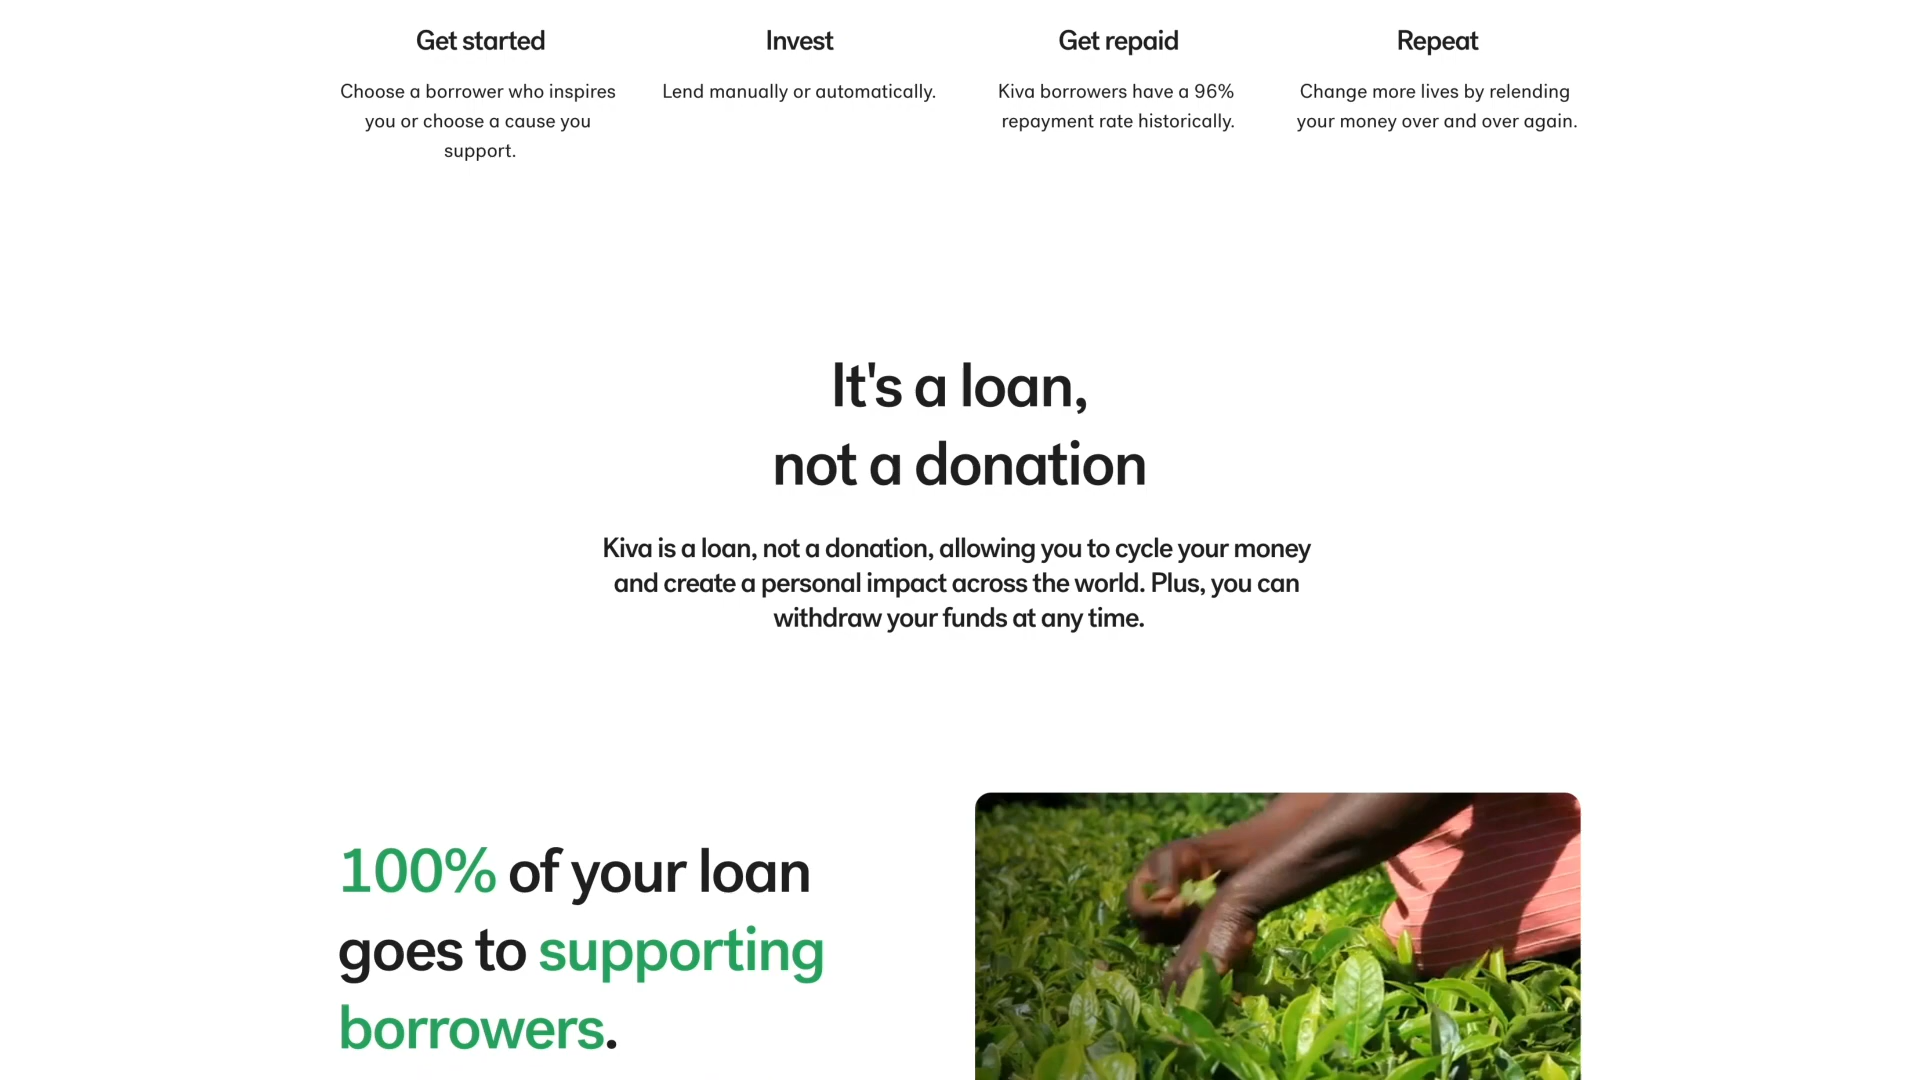 Get started
Choose a borrower who inspires
you or choose a cause you
support.
Invest
Lend manually or automatically.
Get repaid
Kiva borrowers have a 96%
repayment rate historically.
Repeat
Change more lives by relending
your money over and over again.
It's a loan,
not a donation
Kiva is a loan, not a donation, allowing you to cycle your money
and create a personal impact across the world. Plus, you can
withdraw your funds at any time.
100% of your loan
goes to supporting
borrowers.